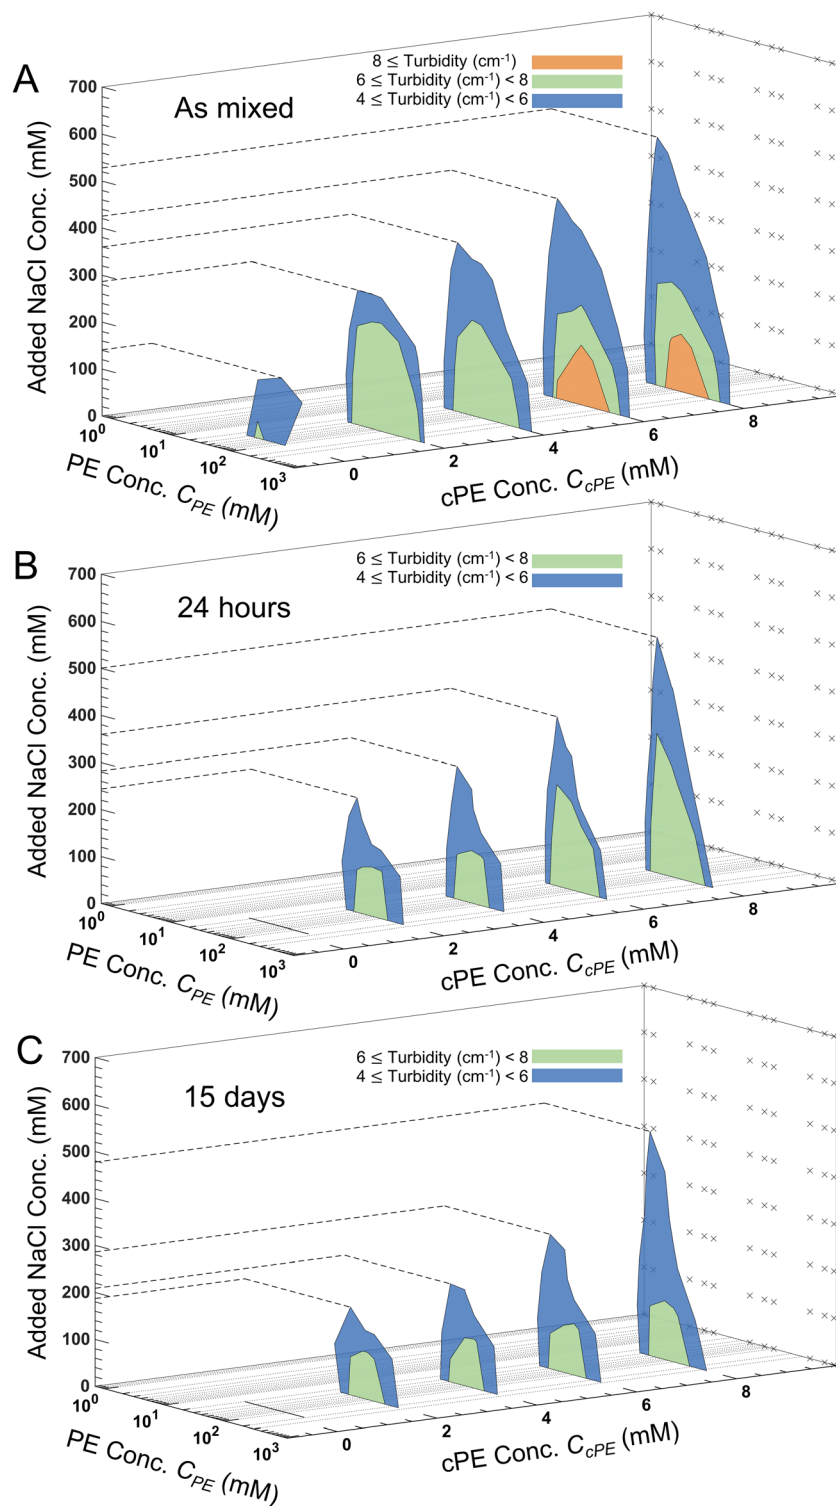 A
As mixed
8 ≤ Turbidity (cm⁻¹)
6 ≤ Turbidity (cm⁻¹) < 8
4 ≤ Turbidity (cm⁻¹) < 6
Added NaCl Conc. (mM)
700
600
500
400
300
200
100
0
10⁰
10¹
10²
10³
PE Conc. C_PE (mM)
0
2
4
6
8
cPE Conc. C_cPE (mM)
B
24 hours
6 ≤ Turbidity (cm⁻¹) < 8
4 ≤ Turbidity (cm⁻¹) < 6
Added NaCl Conc. (mM)
700
600
500
400
300
200
100
0
10⁰
10¹
10²
10³
PE Conc. C_PE (mM)
0
2
4
6
8
cPE Conc. C_cPE (mM)
C
15 days
6 ≤ Turbidity (cm⁻¹) < 8
4 ≤ Turbidity (cm⁻¹) < 6
Added NaCl Conc. (mM)
700
600
500
400
300
200
100
0
10⁰
10¹
10²
10³
PE Conc. C_PE (mM)
0
2
4
6
8
cPE Conc. C_cPE (mM)